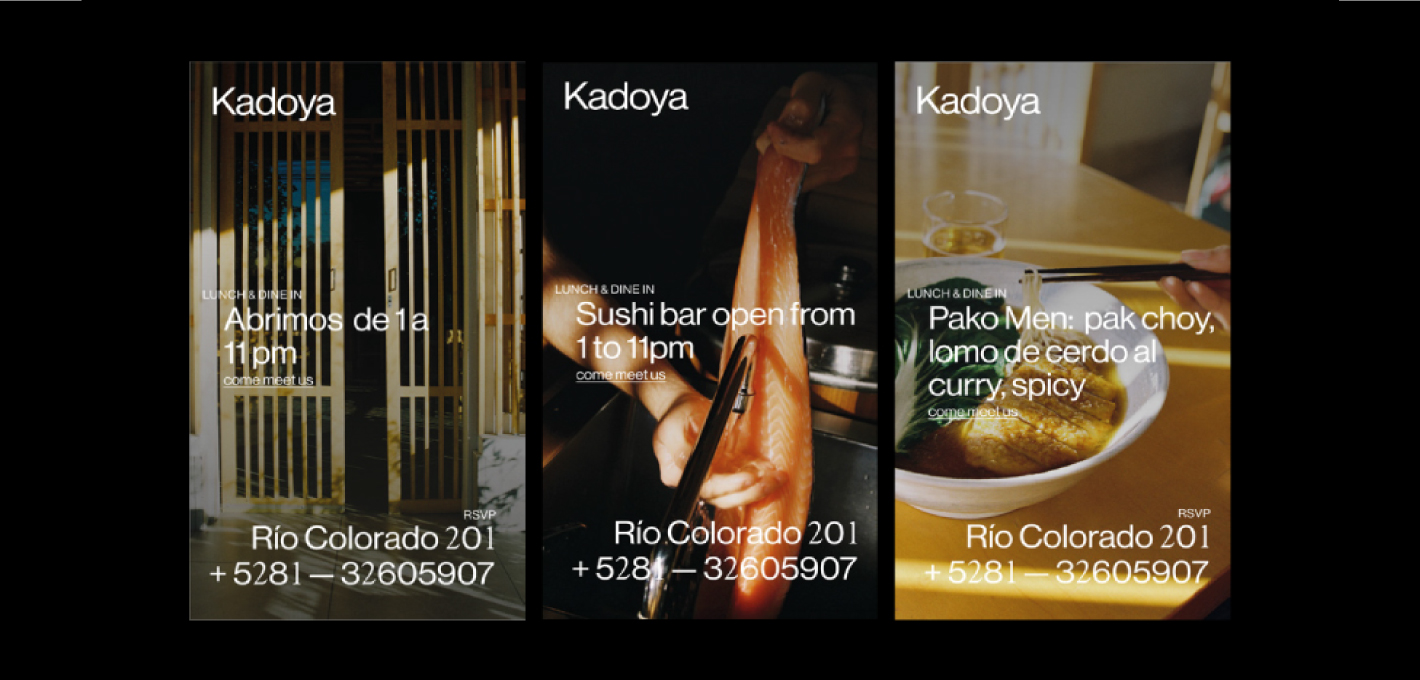 Kadoya
LUNCH & DINE IN
Abrimos de 1 a
11 pm
come meet us
RSVP
Río Colorado 201
+ 5281 — 32605907
Kadoya
LUNCH & DINE IN
Sushi bar open from
1 to 11pm
come meet us
Río Colorado 201
+ 5281 — 32605907
Kadoya
LUNCH & DINE IN
Pako Men: pak choy,
lomo de cerdo al
curry, spicy
come meet us
RSVP
Río Colorado 201
+ 5281 — 32605907